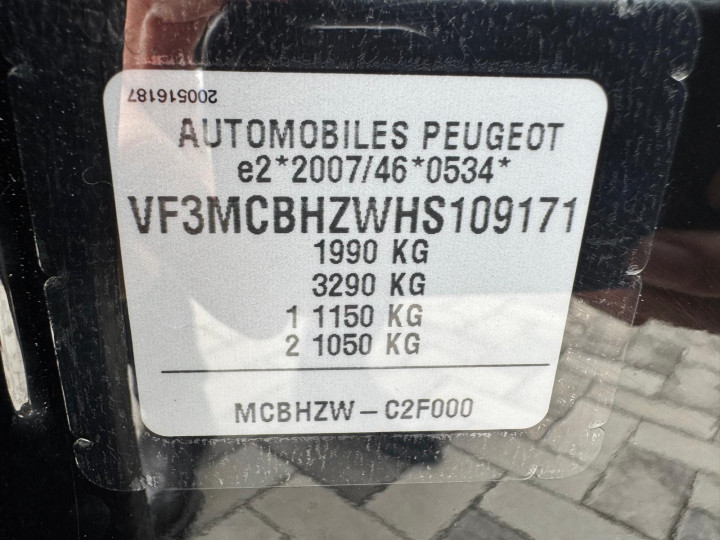 200516187
AUTOMOBILES PEUGEOT
e2*2007/46*0534*
VF3MCBHZWHS109171
1990 KG
3290 KG
1 1150 KG
2 1050 KG
MCBHZW – C2F000